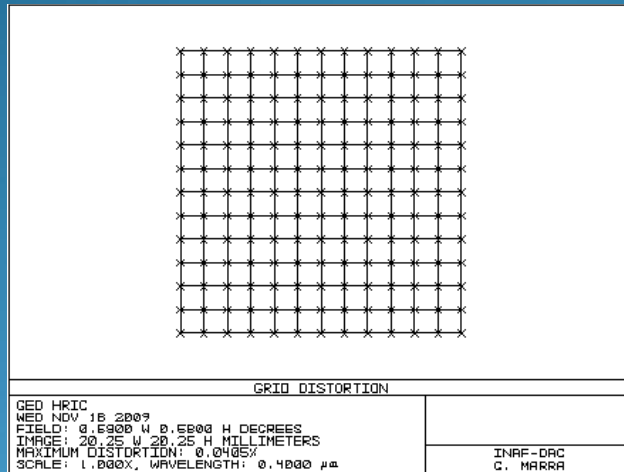 GRID DISTORTION
GEO HRIC
WED NOV 18 2009
FIELD: 0.5800 W 0.5800 H DEGREES
IMAGE: 20.25 W 20.25 H MILLIMETERS
MAXIMUM DISTORTION: 0.0405%
SCALE: 1.000X, WAVELENGTH: 0.4000 µm
INAF-OAC
G. MARRA